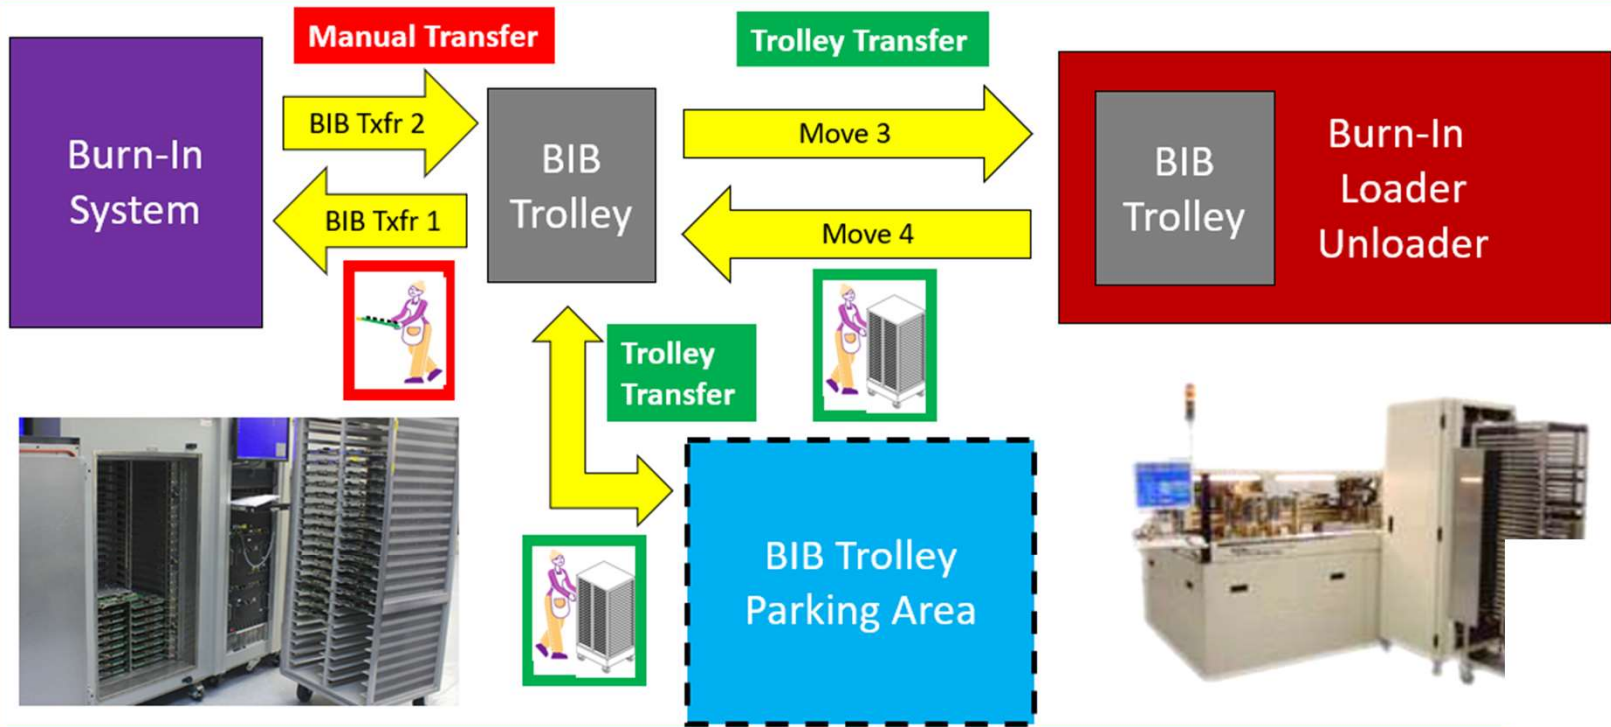 Manual Transfer
Trolley Transfer
Burn-In
System
BIB Txfr 2
BIB Txfr 1
BIB
Trolley
Move 3
Move 4
BIB
Trolley
Burn-In
Loader
Unloader
Trolley
Transfer
BIB Trolley
Parking Area